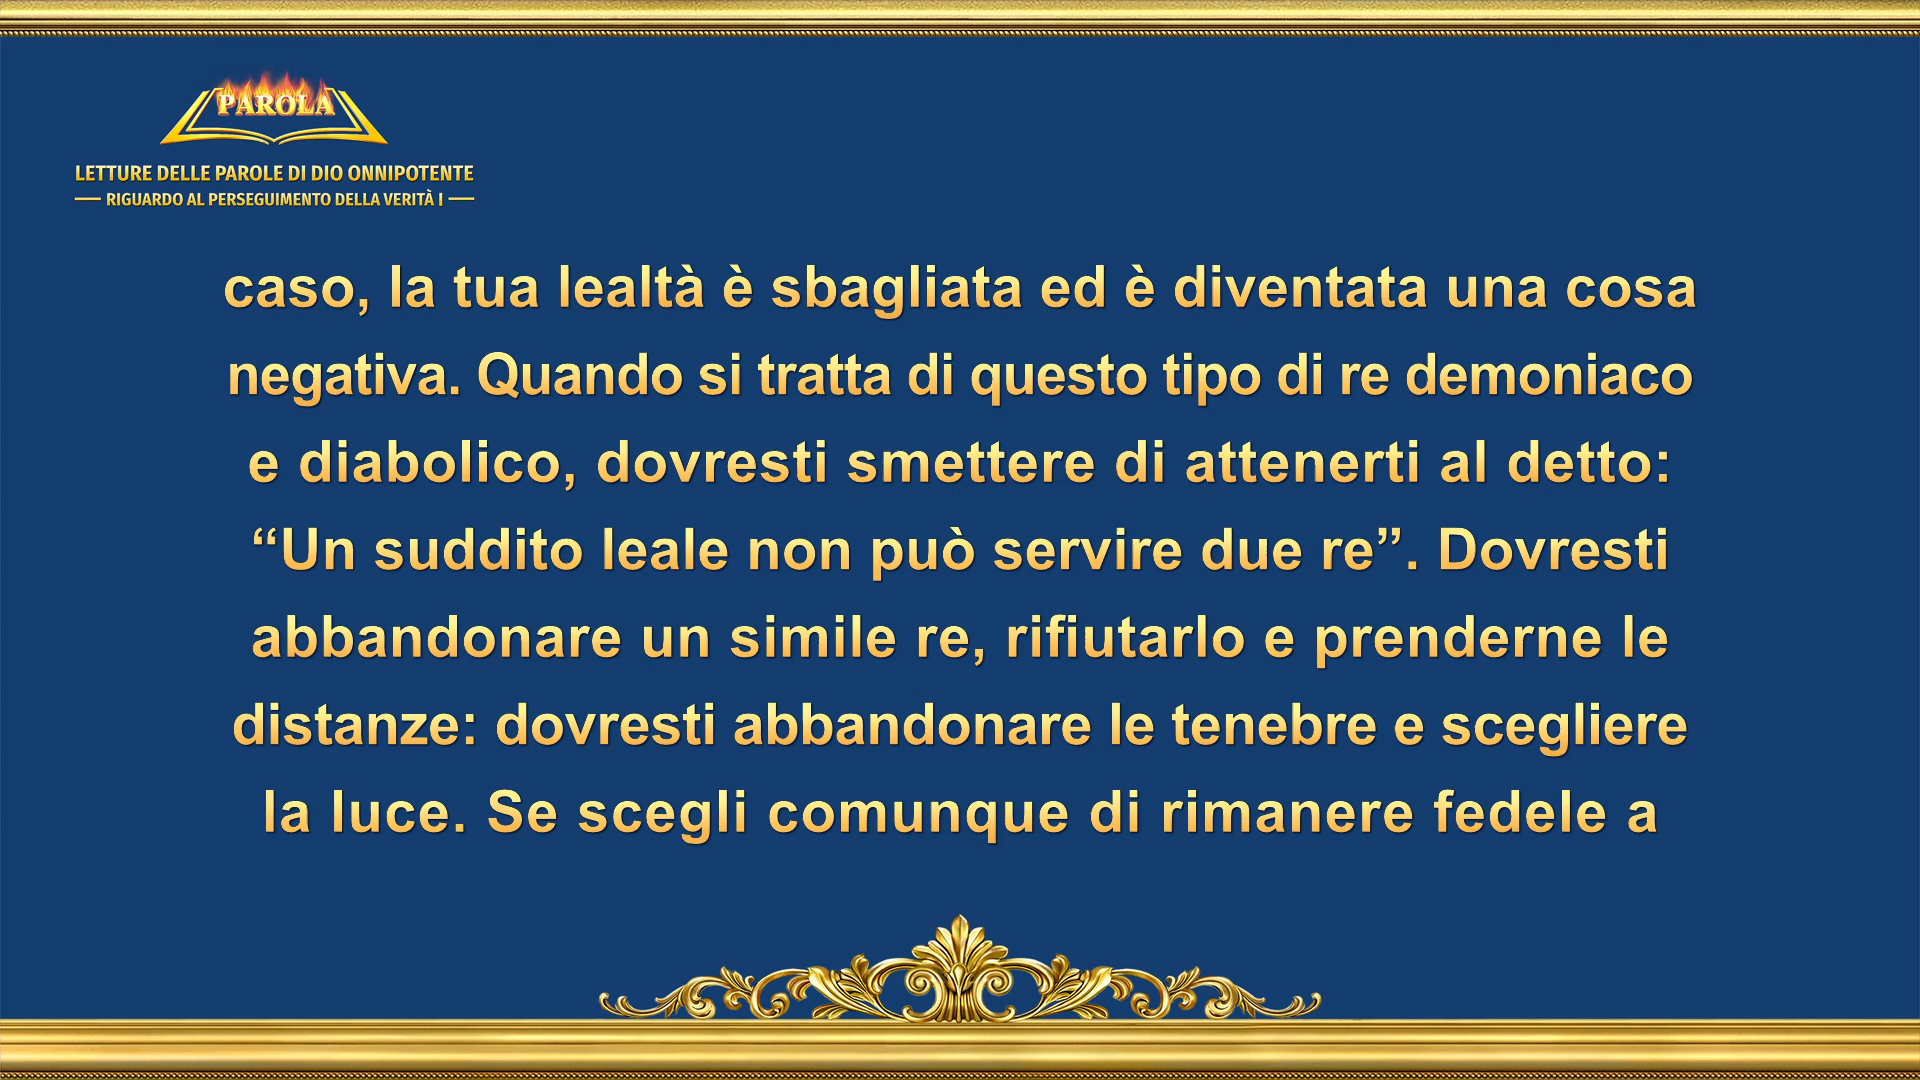 PAROLA
LETTURE DELLE PAROLE DI DIO ONNIPOTENTE
RIGUARDO AL PERSEGUIMENTO DELLA VERITÀ I
caso, la tua lealtà è sbagliata ed è diventata una cosa
negativa. Quando si tratta di questo tipo di re demoniaco
e diabolico, dovresti smettere di attenerti al detto:
“Un suddito leale non può servire due re”. Dovresti
abbandonare un simile re, rifiutarlo e prenderne le
distanze: dovresti abbandonare le tenebre e scegliere
la luce. Se scegli comunque di rimanere fedele a